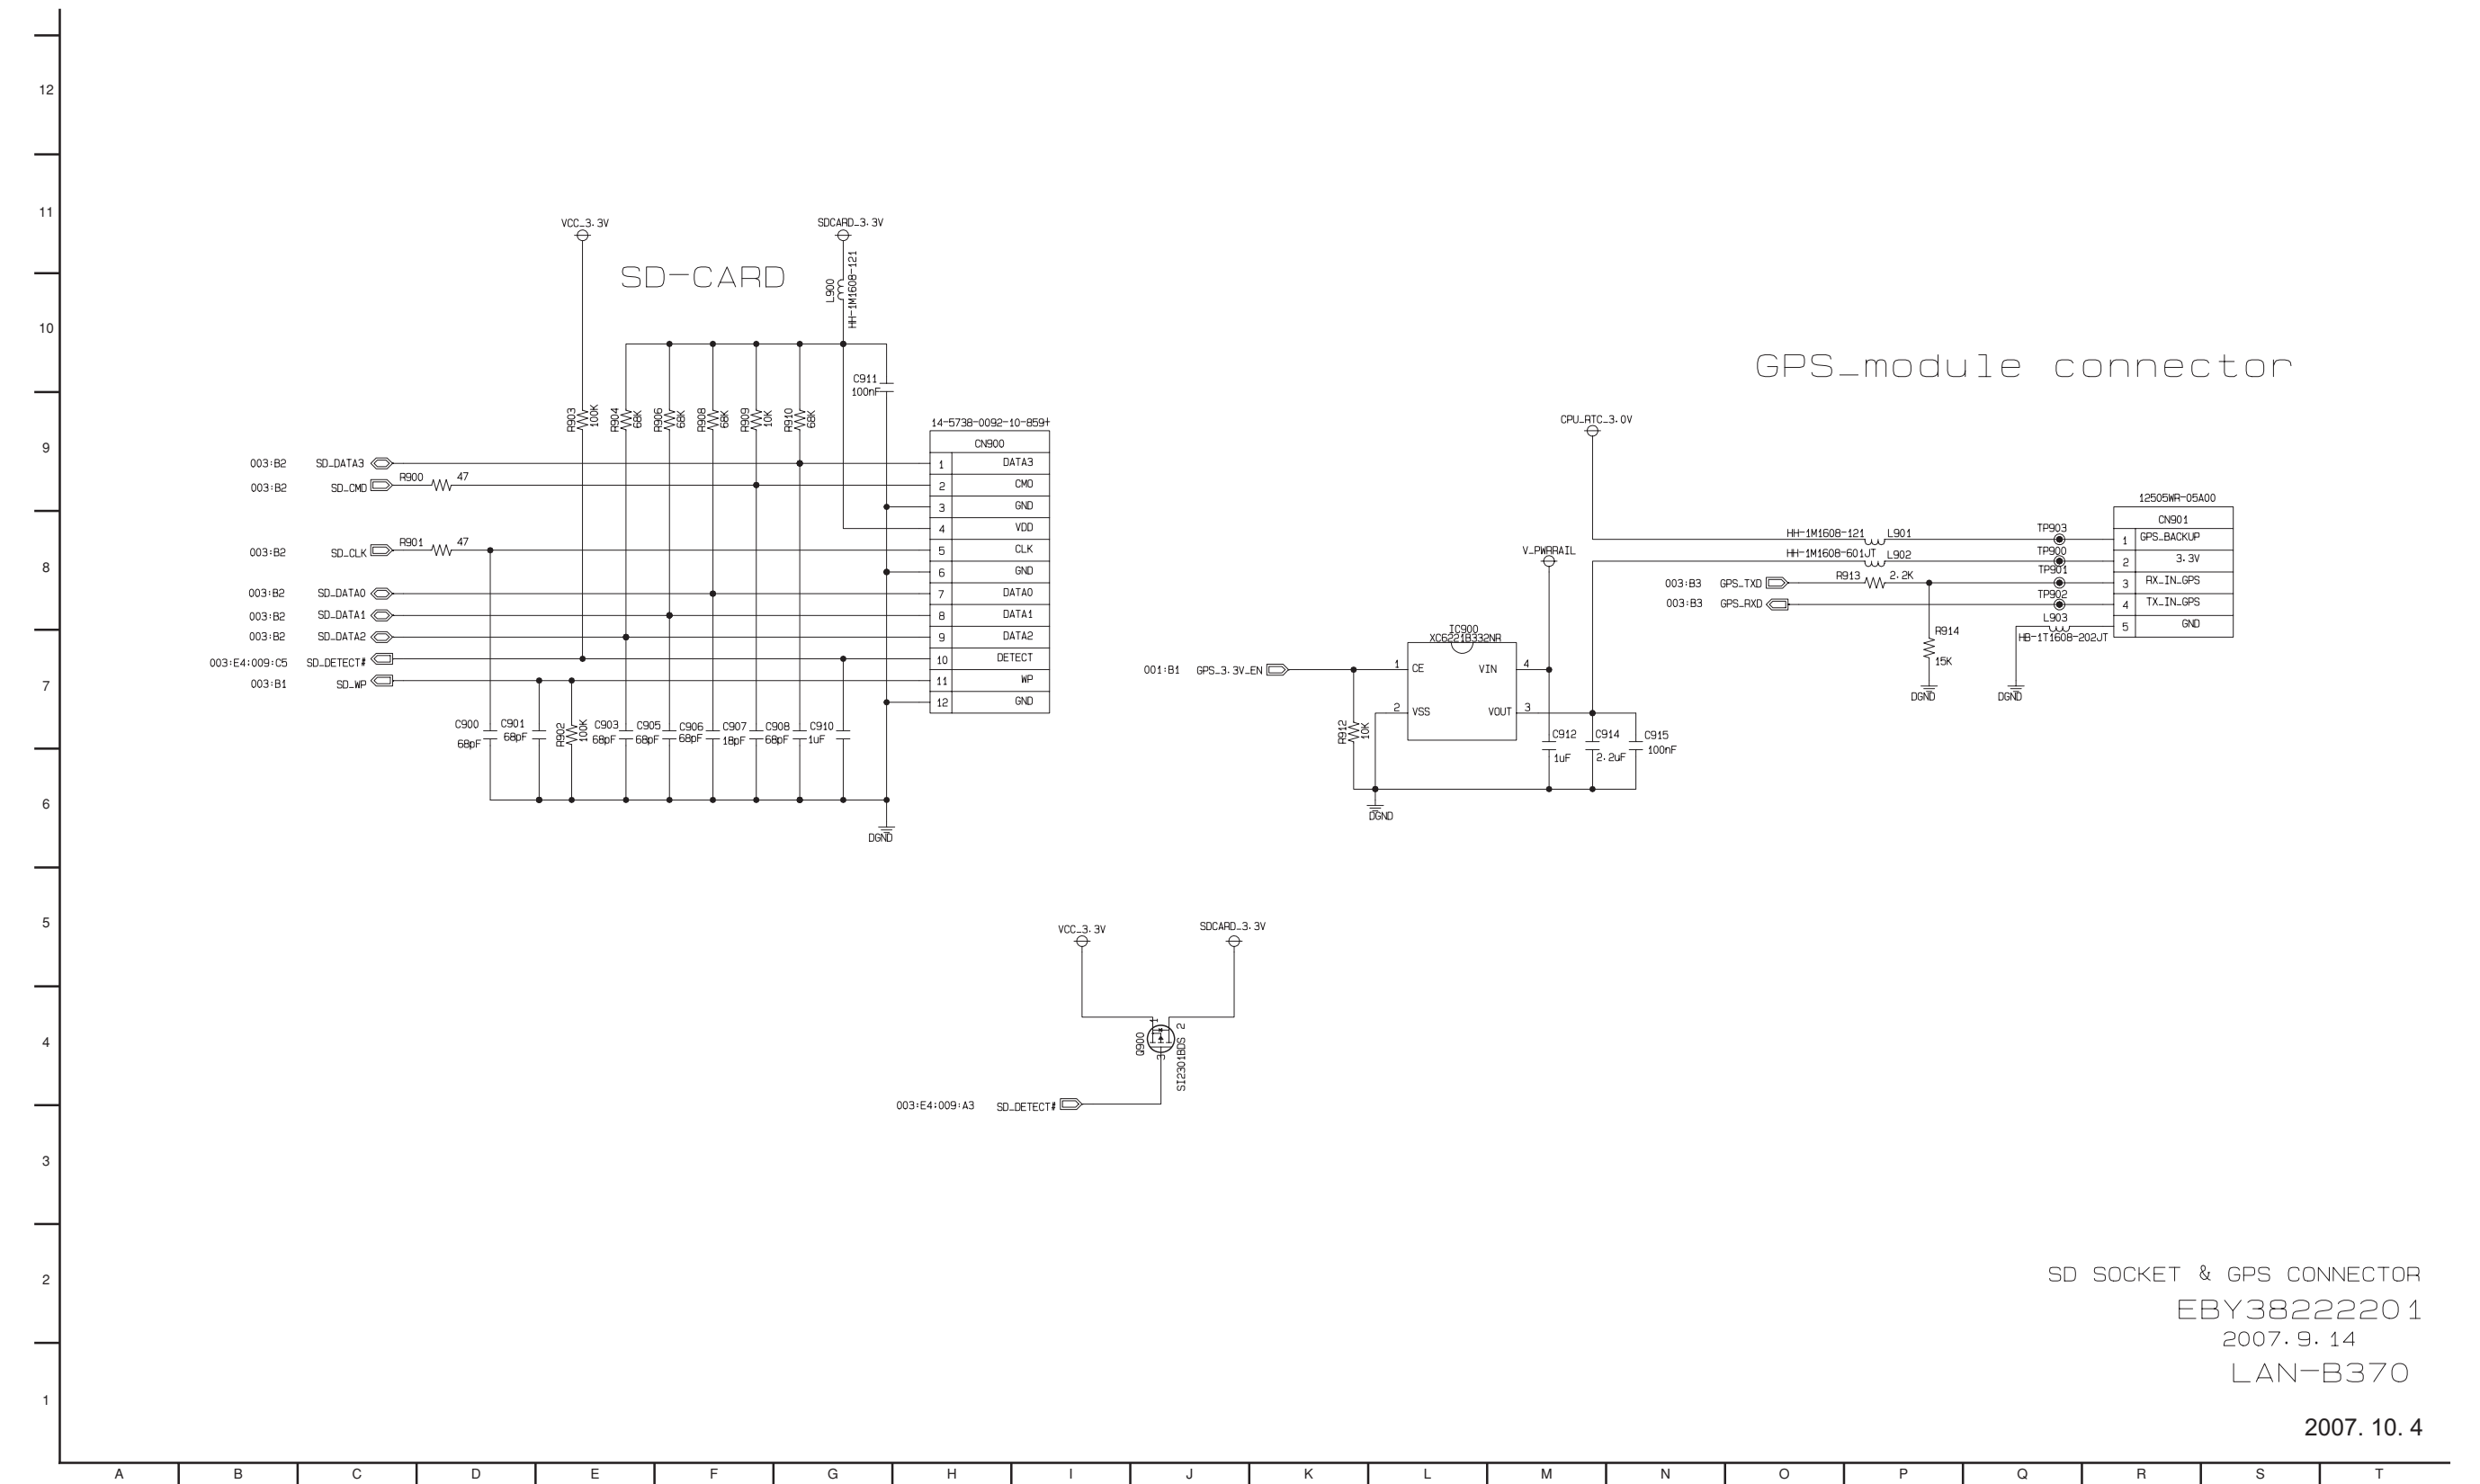 12
11
10
9
8
7
6
5
4
3
2
1
A B C D E F G H I J K L M N O P Q R S T
SD-CARD
VCC_3.3V
SDCARD_3.3V
L900
HH-1M1608-121
C911
100nF
R903
100K
R904
68K
R906
68K
R908
68K
R909
10K
R910
68K
14-5738-0092-10-859+
CN900
1 DATA3
2 CMD
3 GND
4 VDD
5 CLK
6 GND
7 DATA0
8 DATA1
9 DATA2
10 DETECT
11 WP
12 GND
003:B2 SD_DATA3
003:B2 SD_CMD
R900 47
003:B2 SD_CLK
R901 47
003:B2 SD_DATA0
003:B2 SD_DATA1
003:B2 SD_DATA2
003:E4;009:C5 SD_DETECT#
003:B1 SD_WP
C900
68pF
C901
68pF
R902
100K
C903
68pF
C905
68pF
C906
68pF
C907
18pF
C908
68pF
C910
1uF
DGND
GPS_module connector
CPU_RTC_3.0V
V_PWRRAIL
12505WR-05A00
CN901
1 GPS_BACKUP
2 3.3V
3 RX_IN_GPS
4 TX_IN_GPS
5 GND
HH-1M1608-121 L901
HH-1M1608-601JT L902
TP903
TP900
TP901
TP902
L903
HB-1T1608-202JT
003:B3 GPS_TXD
003:B3 GPS_RXD
R913 2.2K
R914
15K
DGND
DGND
IC900
XC6221B332NR
1 CE
VIN 4
2 VSS
VOUT 3
001:B1 GPS_3.3V_EN
R912
10K
C912
1uF
C914
2.2uF
C915
100nF
DGND
VCC_3.3V
SDCARD_3.3V
Q900
1
2
3
SI2301BDS
003:E4;009:A3 SD_DETECT#
SD SOCKET & GPS CONNECTOR
EBY38222201
2007.9.14
LAN-B370
2007. 10. 4